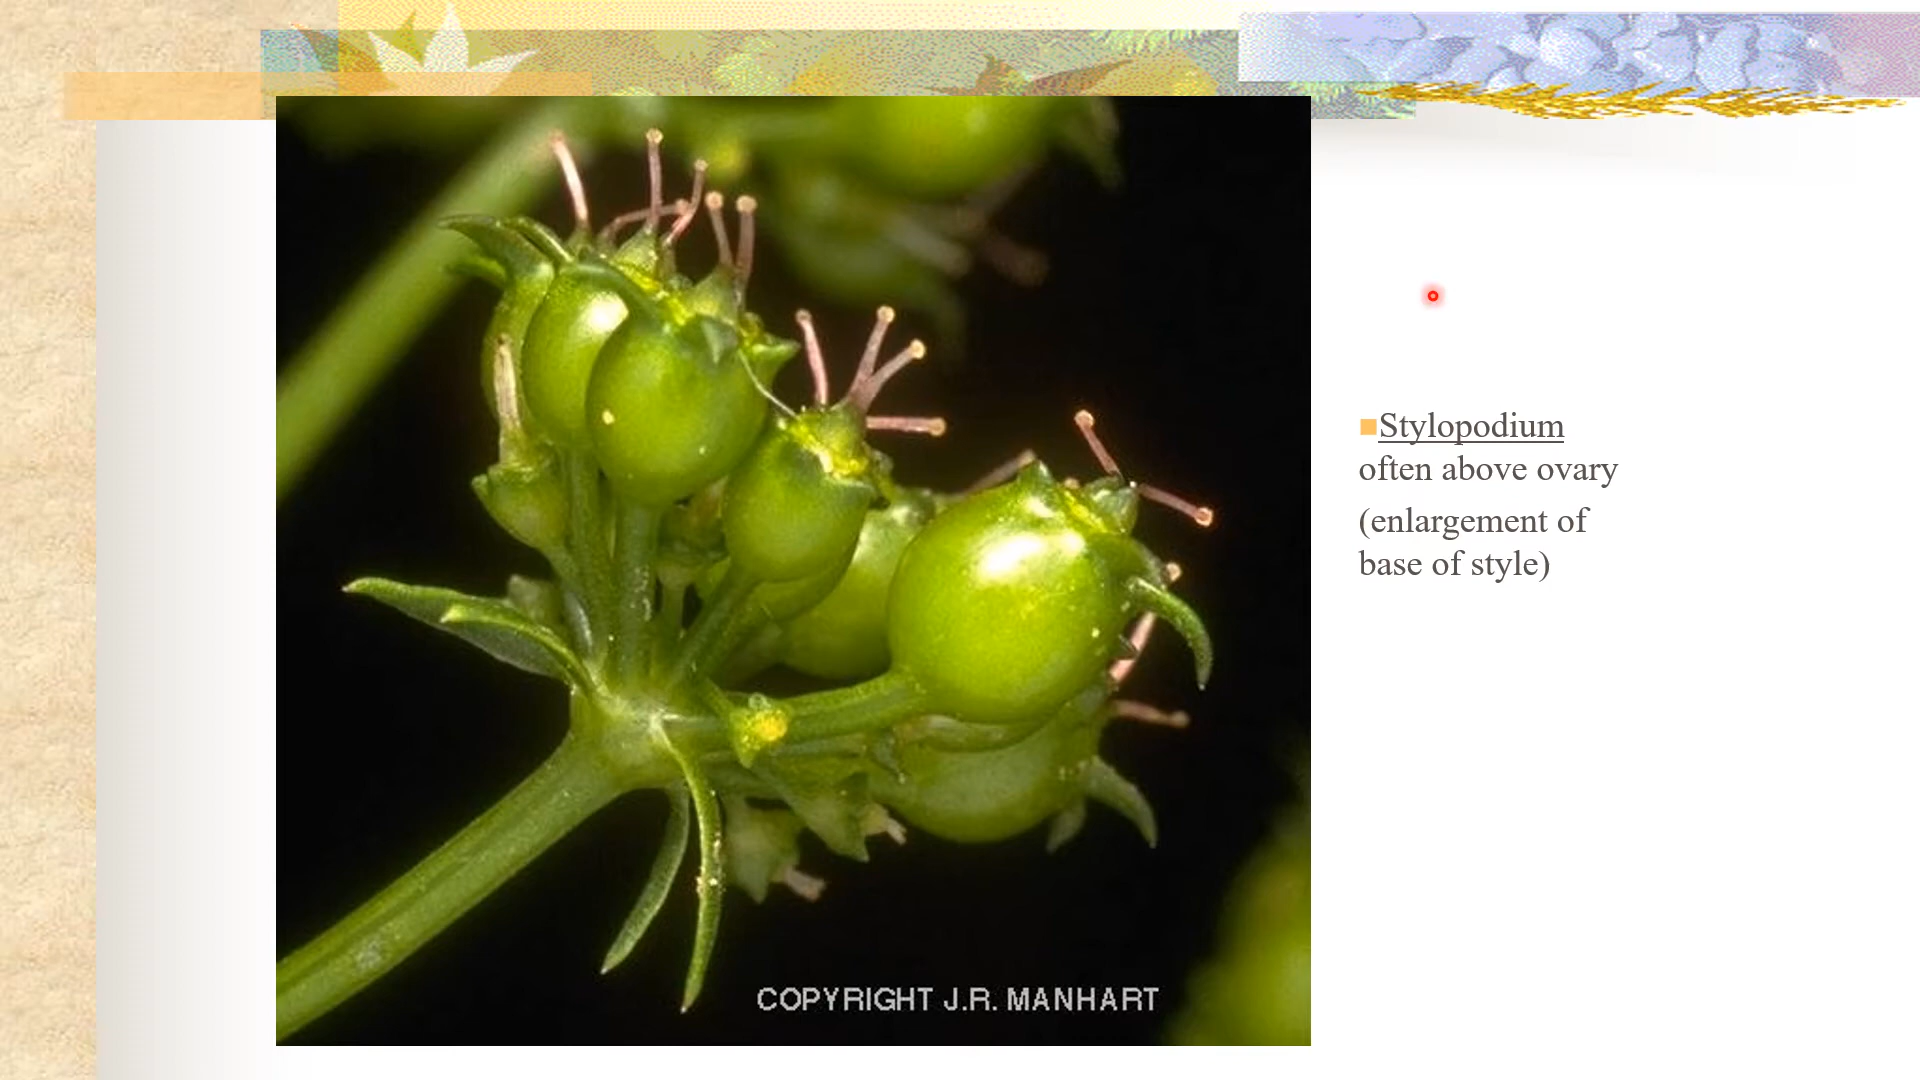 Stylopodium
often above ovary
(enlargement of
base of style)
COPYRIGHT J.R. MANHART